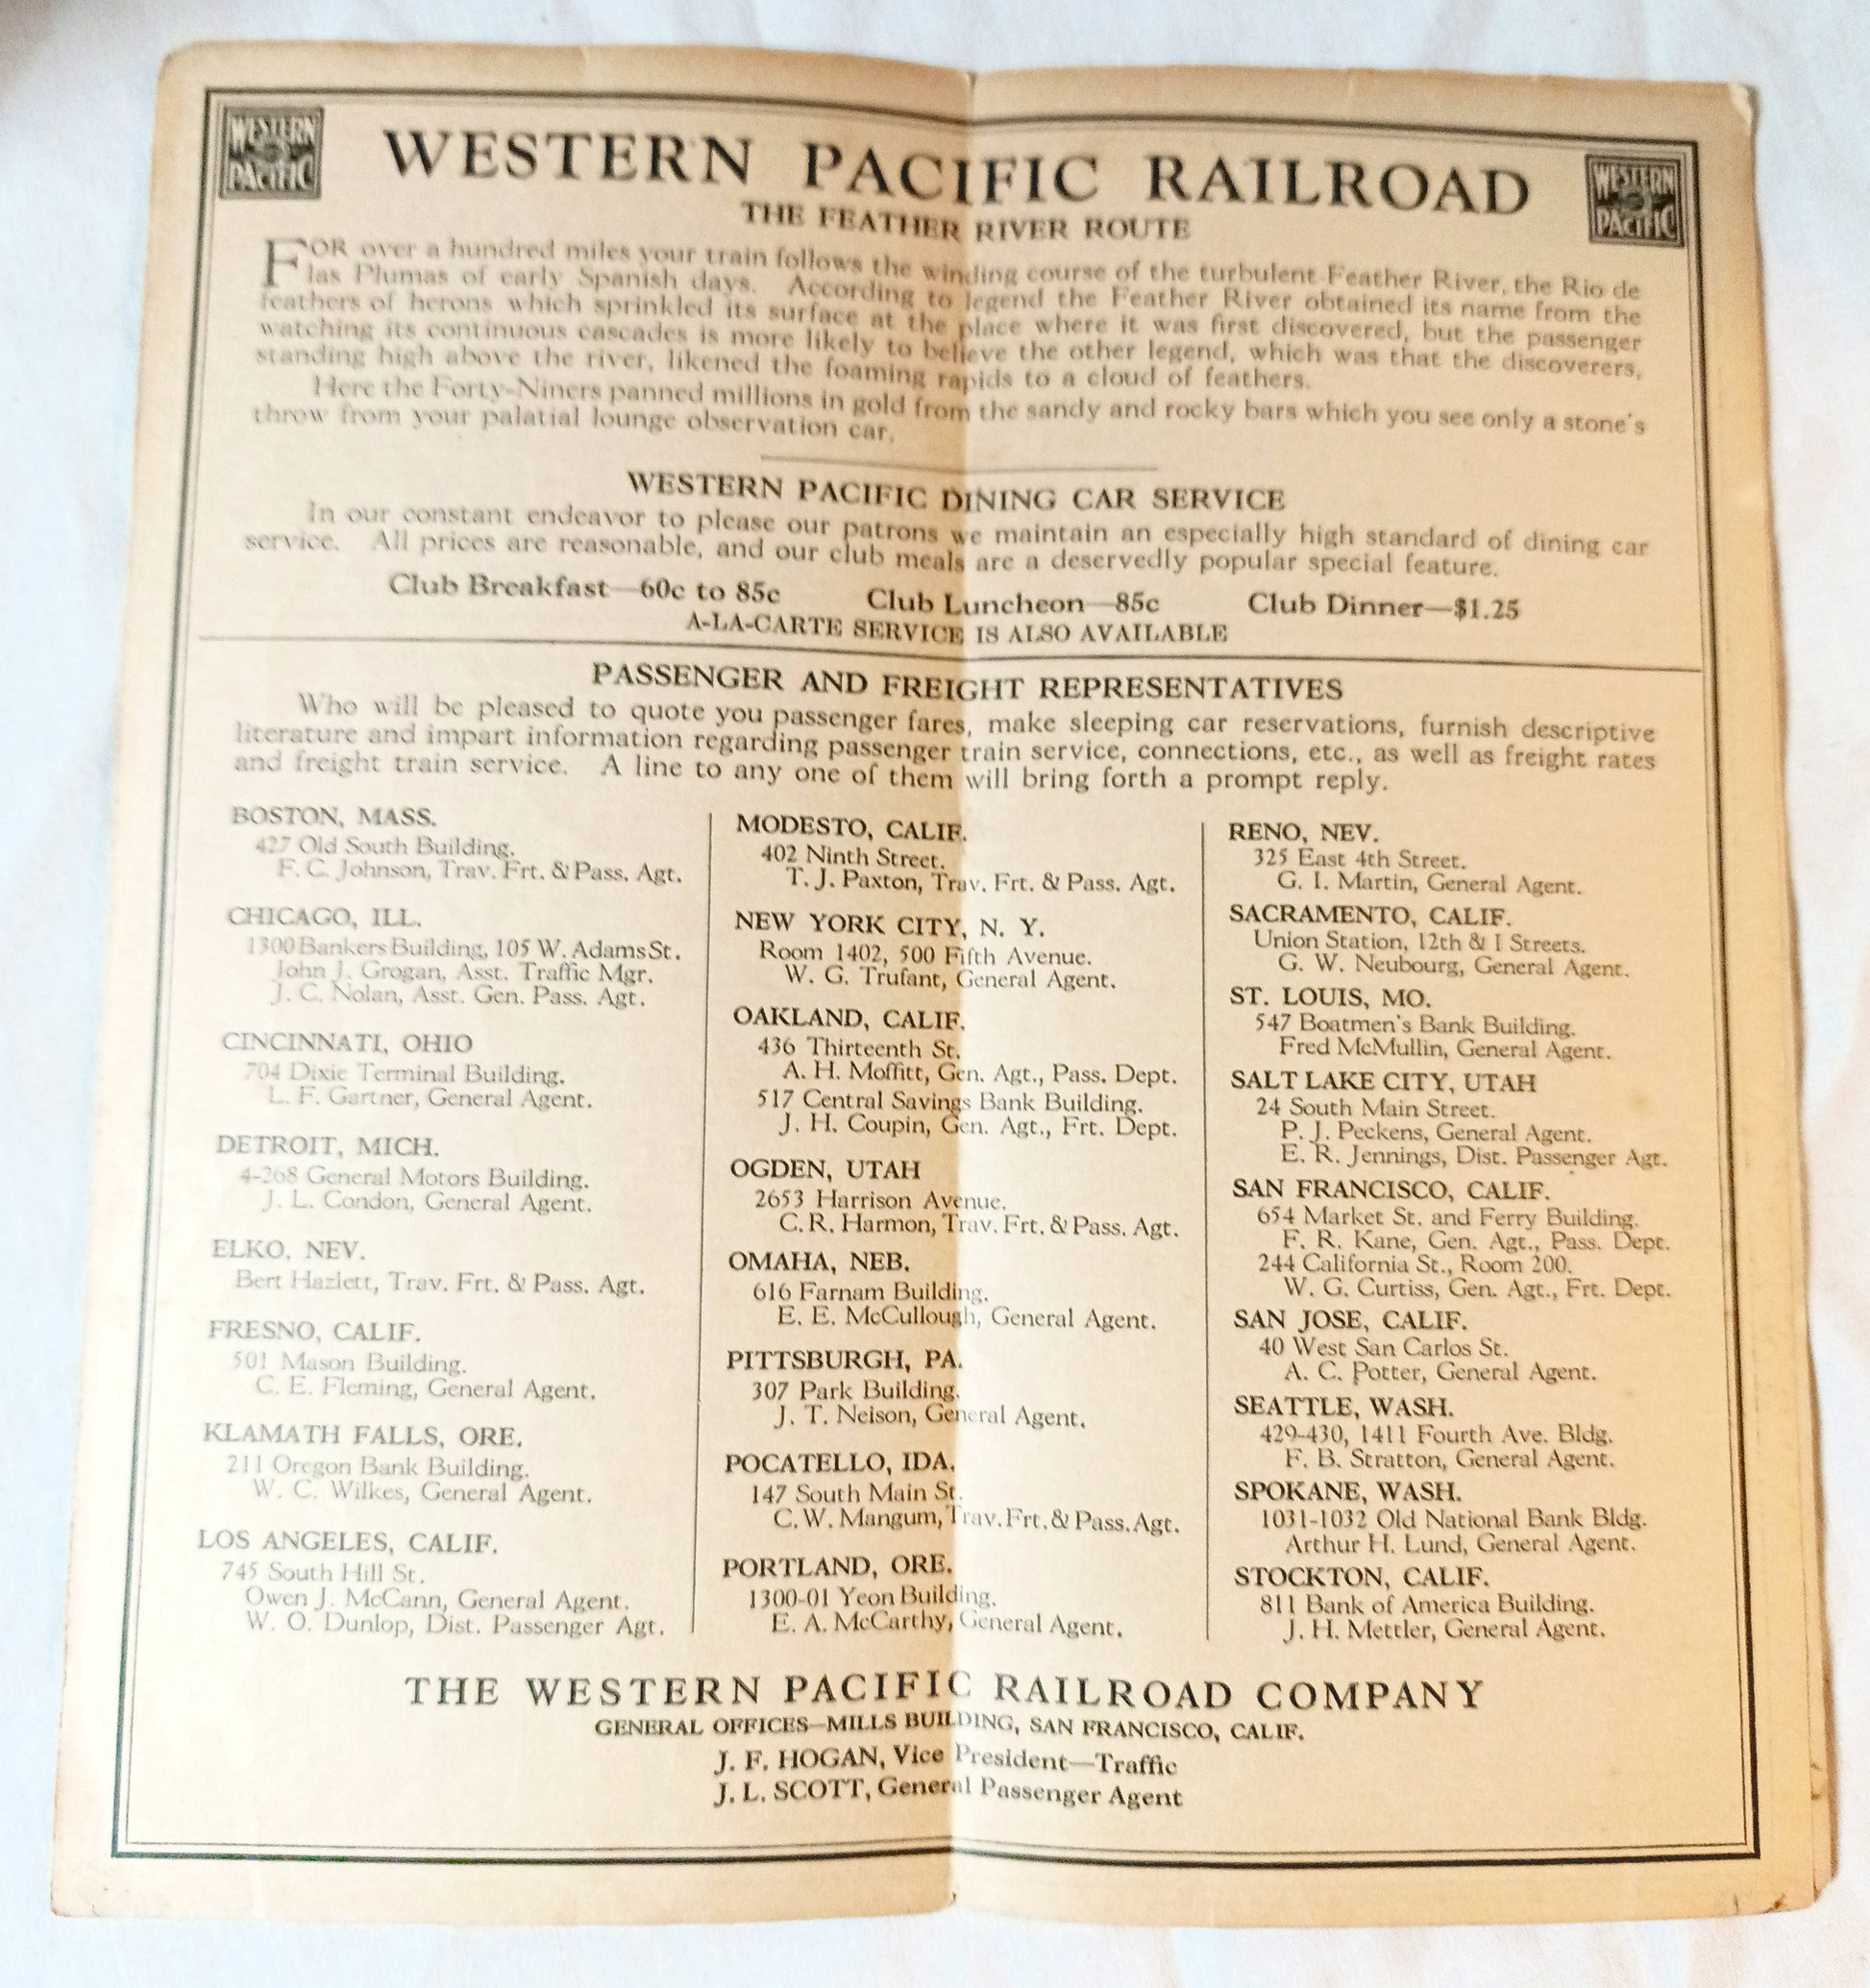 WESTERN PACIFIC
WESTERN PACIFIC RAILROAD
WESTERN PACIFIC
THE FEATHER RIVER ROUTE
FOR over a hundred miles your train follows the winding course of the turbulent Feather River, the Rio de
las Plumas of early Spanish days. According to legend the Feather River obtained its name from the
feathers of herons which sprinkled its surface at the place where it was first discovered, but the passenger
watching its continuous cascades is more likely to believe the other legend, which was that the discoverers,
standing high above the river, likened the foaming rapids to a cloud of feathers.
Here the Forty-Niners panned millions in gold from the sandy and rocky bars which you see only a stone's
throw from your palatial lounge observation car.
WESTERN PACIFIC DINING CAR SERVICE
In our constant endeavor to please our patrons we maintain an especially high standard of dining car
service. All prices are reasonable, and our club meals are a deservedly popular special feature.
Club Breakfast—60c to 85c Club Luncheon—85c Club Dinner—$1.25
A-LA-CARTE SERVICE IS ALSO AVAILABLE
PASSENGER AND FREIGHT REPRESENTATIVES
Who will be pleased to quote you passenger fares, make sleeping car reservations, furnish descriptive
literature and impart information regarding passenger train service, connections, etc., as well as freight rates
and freight train service. A line to any one of them will bring forth a prompt reply.
BOSTON, MASS.
427 Old South Building.
F. C. Johnson, Trav. Frt. & Pass. Agt.
CHICAGO, ILL.
1300 Bankers Building, 105 W. Adams St.
John J. Grogan, Asst. Traffic Mgr.
J. C. Nolan, Asst. Gen. Pass. Agt.
CINCINNATI, OHIO
704 Dixie Terminal Building.
L. F. Gartner, General Agent.
DETROIT, MICH.
4-268 General Motors Building.
J. L. Condon, General Agent.
ELKO, NEV.
Bert Hazlett, Trav. Frt. & Pass. Agt.
FRESNO, CALIF.
501 Mason Building.
C. E. Fleming, General Agent.
KLAMATH FALLS, ORE.
211 Oregon Bank Building.
W. C. Wilkes, General Agent.
LOS ANGELES, CALIF.
745 South Hill St.
Owen J. McCann, General Agent.
W. O. Dunlop, Dist. Passenger Agt.
MODESTO, CALIF.
402 Ninth Street.
T. J. Paxton, Trav. Frt. & Pass. Agt.
NEW YORK CITY, N. Y.
Room 1402, 500 Fifth Avenue.
W. G. Trufant, General Agent.
OAKLAND, CALIF.
436 Thirteenth St.
A. H. Moffitt, Gen. Agt., Pass. Dept.
517 Central Savings Bank Building.
J. H. Coupin, Gen. Agt., Frt. Dept.
OGDEN, UTAH
2653 Harrison Avenue.
C. R. Harmon, Trav. Frt. & Pass. Agt.
OMAHA, NEB.
616 Farnam Building.
E. E. McCullough, General Agent.
PITTSBURGH, PA.
307 Park Building.
J. T. Neison, General Agent.
POCATELLO, IDA.
147 South Main St.
C. W. Mangum, Trav. Frt. & Pass. Agt.
PORTLAND, ORE.
1300-01 Yeon Building.
E. A. McCarthy, General Agent.
RENO, NEV.
325 East 4th Street.
G. I. Martin, General Agent.
SACRAMENTO, CALIF.
Union Station, 12th & I Streets.
G. W. Neubourg, General Agent.
ST. LOUIS, MO.
547 Boatmen's Bank Building.
Fred McMullin, General Agent.
SALT LAKE CITY, UTAH
24 South Main Street.
P. J. Peckens, General Agent.
E. R. Jennings, Dist. Passenger Agt.
SAN FRANCISCO, CALIF.
654 Market St. and Ferry Building.
F. R. Kane, Gen. Agt., Pass. Dept.
244 California St., Room 200.
W. G. Curtiss, Gen. Agt., Frt. Dept.
SAN JOSE, CALIF.
40 West San Carlos St.
A. C. Potter, General Agent.
SEATTLE, WASH.
429-430, 1411 Fourth Ave. Bldg.
F. B. Stratton, General Agent.
SPOKANE, WASH.
1031-1032 Old National Bank Bldg.
Arthur H. Lund, General Agent.
STOCKTON, CALIF.
811 Bank of America Building.
J. H. Mettler, General Agent.
THE WESTERN PACIFIC RAILROAD COMPANY
GENERAL OFFICES—MILLS BUILDING, SAN FRANCISCO, CALIF.
J. F. HOGAN, Vice President—Traffic
J. L. SCOTT, General Passenger Agent